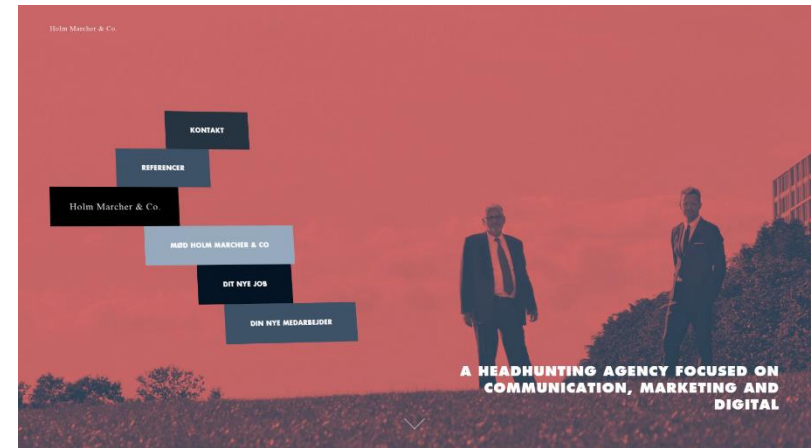 Holm Marcher & Co.
KONTAKT
REFERENCER
Holm Marcher & Co.
MØD HOLM MARCHER & CO
DIT NYE JOB
DIN NYE MEDARBEJDER
A HEADHUNTING AGENCY FOCUSED ON
COMMUNICATION, MARKETING AND
DIGITAL